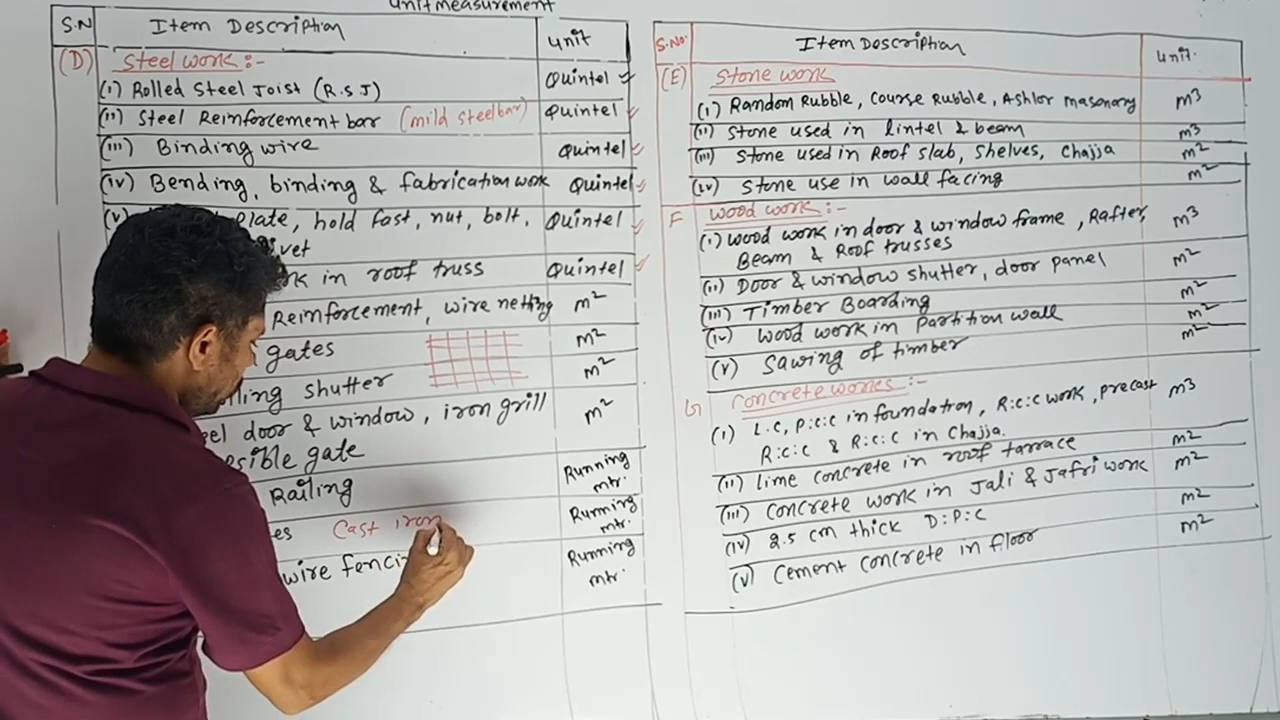 unit measurement
S.N Item Description unit
(D) Steel work :-
(i) Rolled Steel Joist (R.S.J) Quintel
(ii) Steel Reinforcement bar (mild steel bar) Quintel
(iii) Binding wire Quintel
(iv) Bending, binding & fabrication work Quintel
(v) Plate, hold fast, nut, bolt, Quintel
vet
in roof truss Quintel
Reinforcement, wire netting m²
gates m²
shutter m²
door & window, iron grill m²
gate
Railing Running mtr.
es Cast iron Running mtr.
wire Running mtr.
S.No. Item Description unit.
(E) Stone work
(i) Random Rubble, Course Rubble, Ashlor masonary m³
(ii) Stone used in lintel & beam m³
(iii) Stone used in Roof slab, Shelves, Chajja m²
(iv) Stone use in wall facing m²
F Wood work :-
(i) wood work in door & window frame, Rafter, m³
Beam & Roof trusses
(ii) Door & window shutter, door panel m²
(iii) Timber Boarding m²
(iv) wood work in Partition wall m²
(v) Sawing of timber m²
G Concrete works :-
(i) L.C, P.C.C in foundation, R.C.C work, precast m³
R.C.C & R.C.C in Chajja.
(ii) lime concrete in roof tarrace m²
(iii) Concrete work in Jali & Jafri work m²
(iv) 2.5 cm thick D.P.C m²
(v) Cement concrete in floor m²